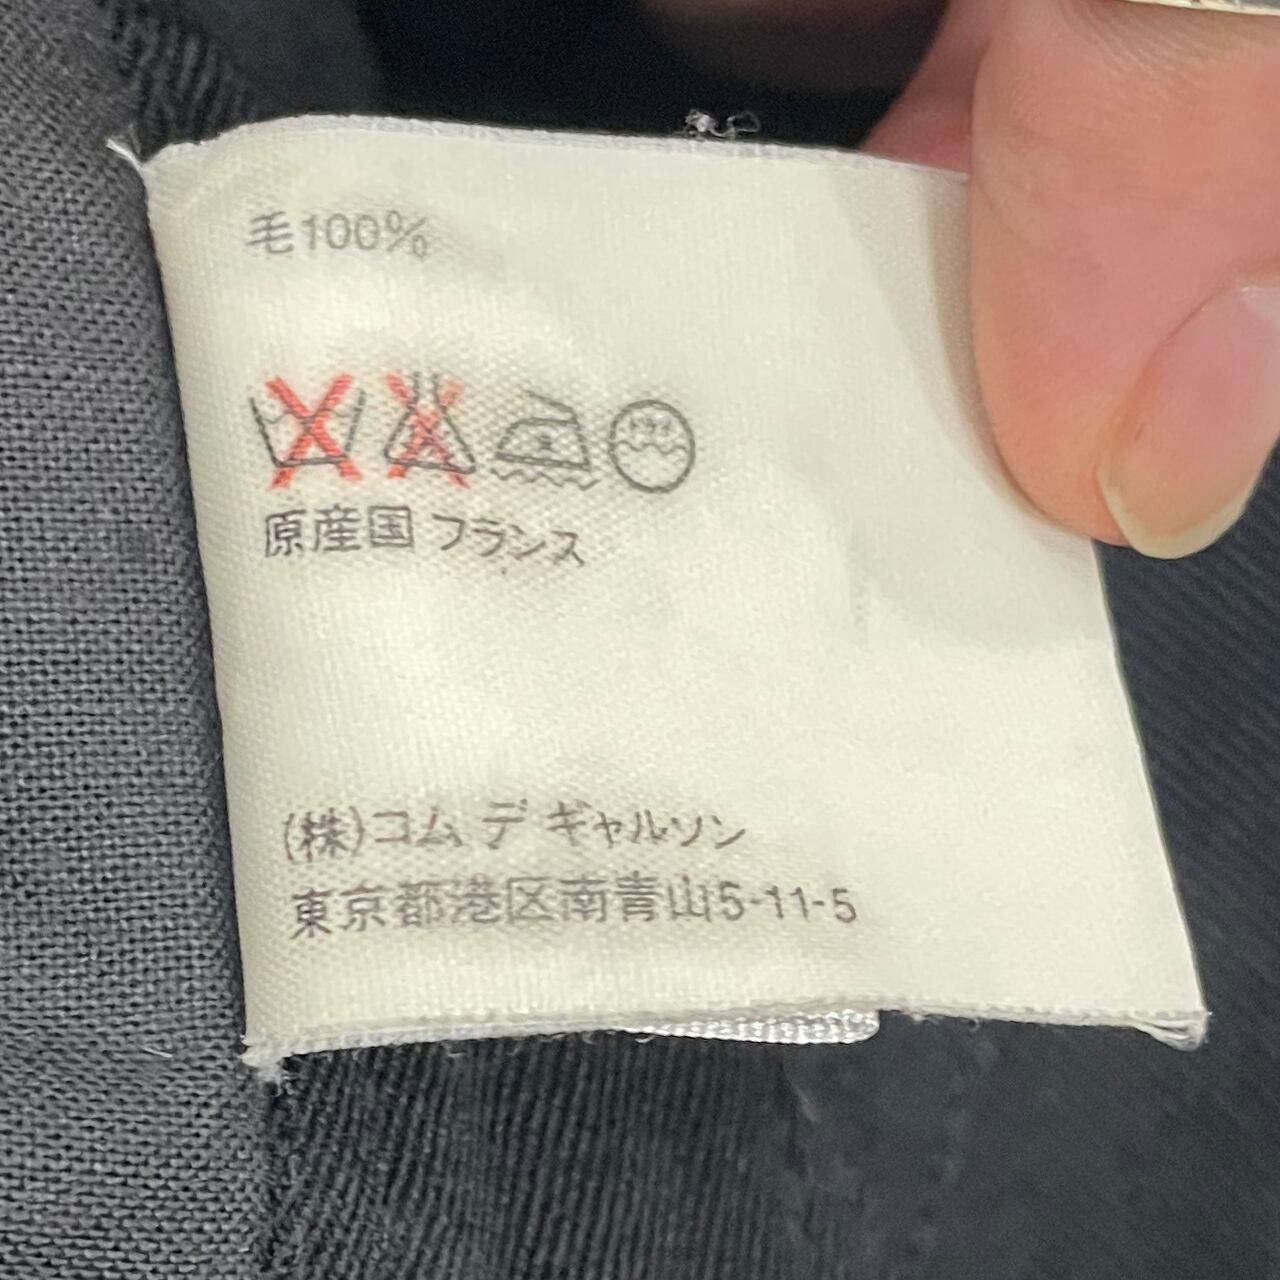 毛100%
原産国 フランス
(株)コム デ ギャルソン
東京都港区南青山5-11-5